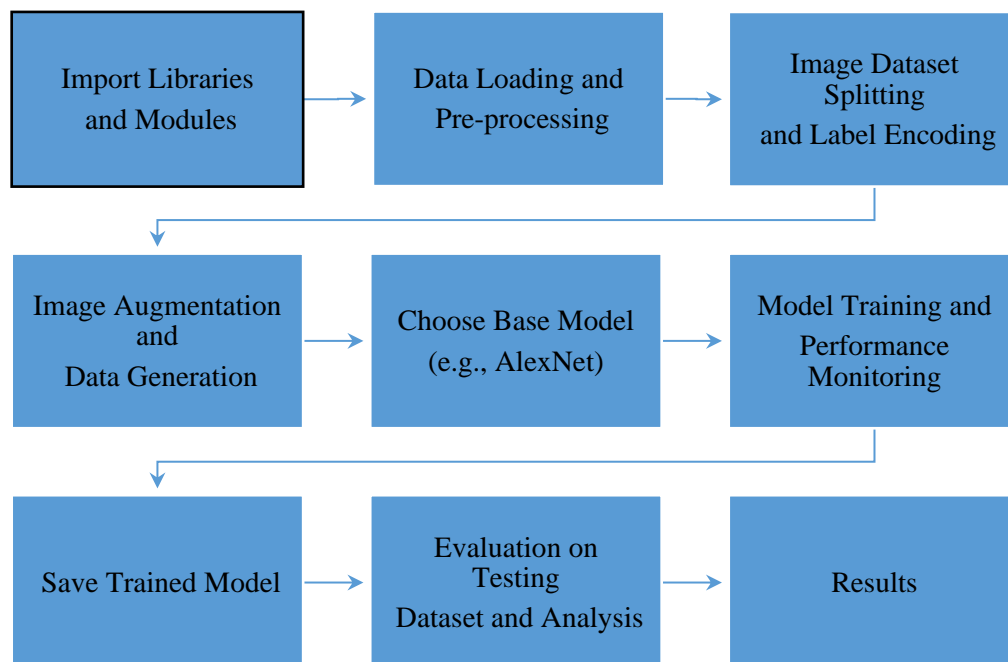 Import Libraries
and Modules
Data Loading and
Pre-processing
Image Dataset
Splitting
and Label Encoding
Image Augmentation
and
Data Generation
Choose Base Model
(e.g., AlexNet)
Model Training and
Performance
Monitoring
Save Trained Model
Evaluation on
Testing
Dataset and Analysis
Results